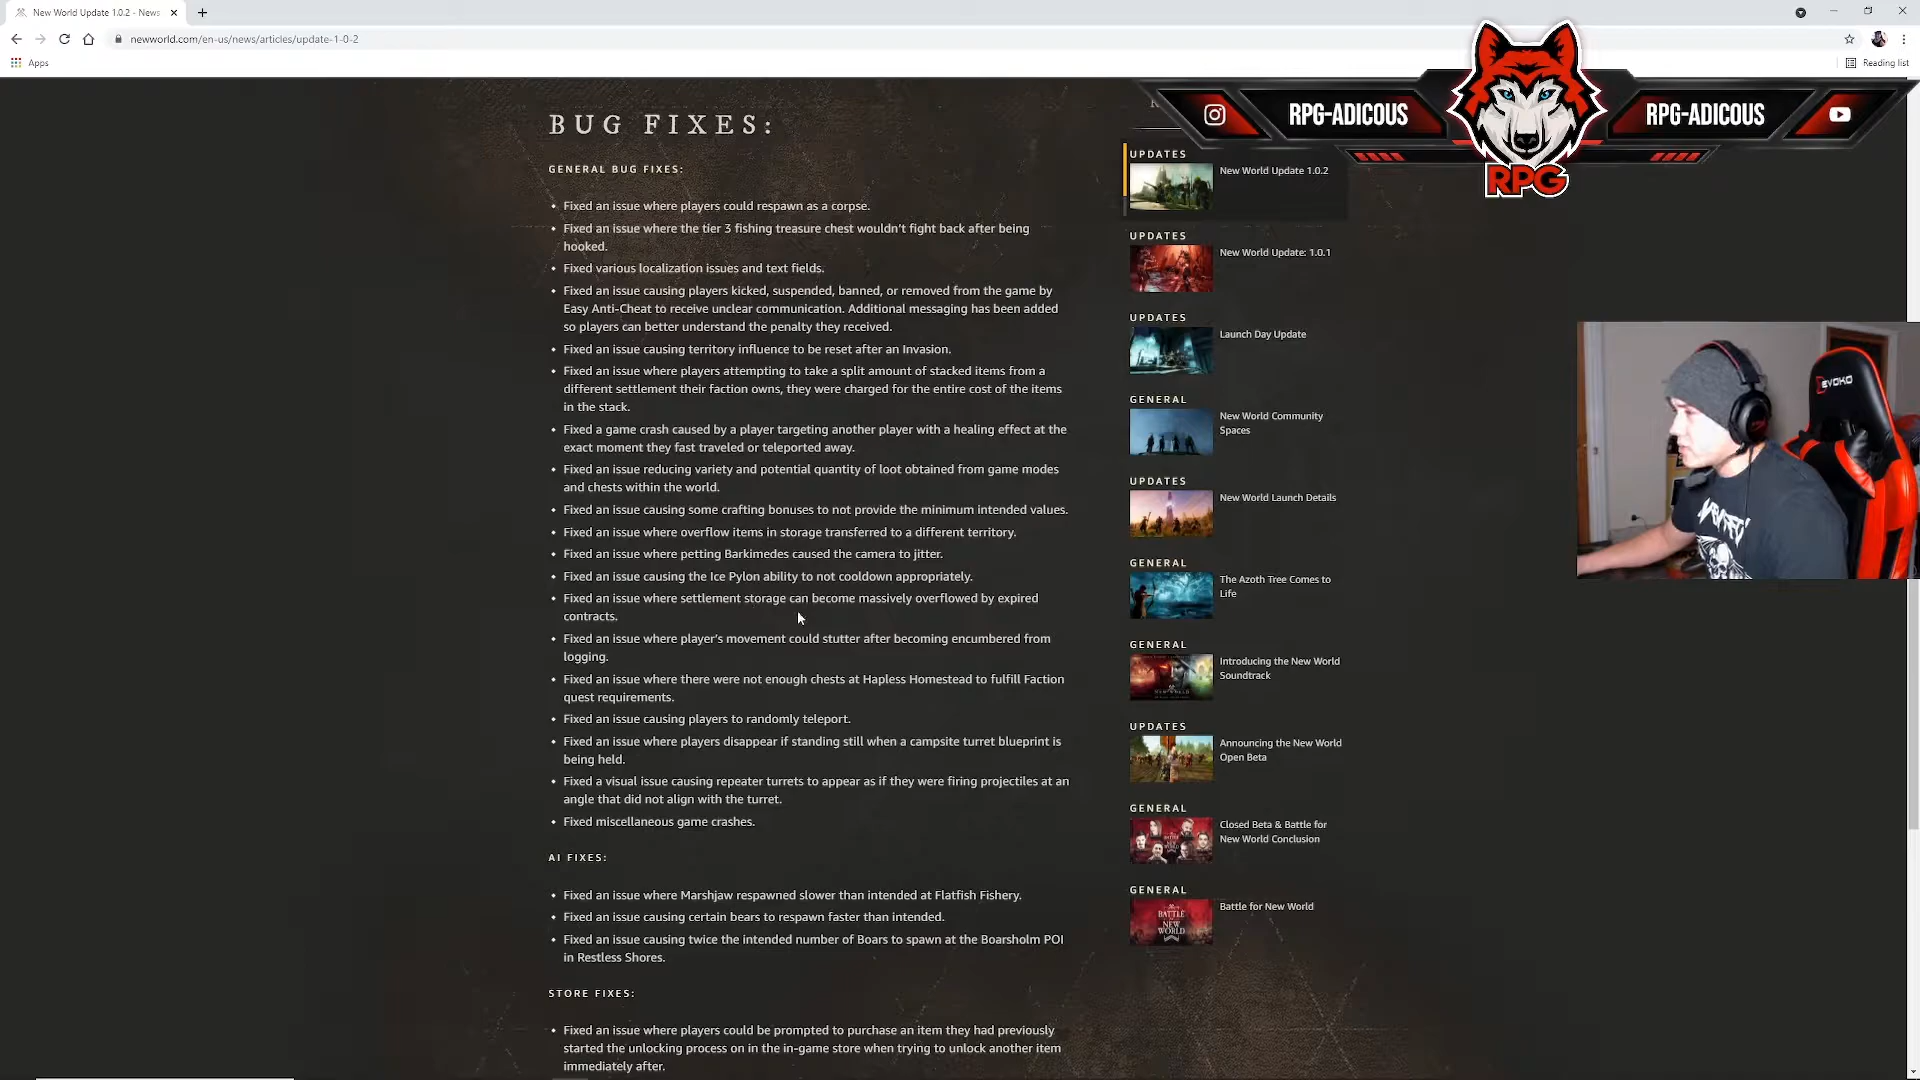 New World Update 1.0.2 - News
newworld.com/en-us/news/articles/update-1-0-2
Apps
Reading list
RPG-ADICOUS
RPG-ADICOUS
RPG
BUG FIXES:
GENERAL BUG FIXES:
• Fixed an issue where players could respawn as a corpse.
• Fixed an issue where the tier 3 fishing treasure chest wouldn't fight back after being
hooked.
• Fixed various localization issues and text fields.
• Fixed an issue causing players kicked, suspended, banned, or removed from the game by
Easy Anti-Cheat to receive unclear communication. Additional messaging has been added
so players can better understand the penalty they received.
• Fixed an issue causing territory influence to be reset after an Invasion.
• Fixed an issue where players attempting to take a split amount of stacked items from a
different settlement their faction owns, they were charged for the entire cost of the items
in the stack.
• Fixed a game crash caused by a player targeting another player with a healing effect at the
exact moment they fast traveled or teleported away.
• Fixed an issue reducing variety and potential quantity of loot obtained from game modes
and chests within the world.
• Fixed an issue causing some crafting bonuses to not provide the minimum intended values.
• Fixed an issue where overflow items in storage transferred to a different territory.
• Fixed an issue where petting Barkimedes caused the camera to jitter.
• Fixed an issue causing the Ice Pylon ability to not cooldown appropriately.
• Fixed an issue where settlement storage can become massively overflowed by expired
contracts.
• Fixed an issue where player's movement could stutter after becoming encumbered from
logging.
• Fixed an issue where there were not enough chests at Hapless Homestead to fulfill Faction
quest requirements.
• Fixed an issue causing players to randomly teleport.
• Fixed an issue where players disappear if standing still when a campsite turret blueprint is
being held.
• Fixed a visual issue causing repeater turrets to appear as if they were firing projectiles at an
angle that did not align with the turret.
• Fixed miscellaneous game crashes.
AI FIXES:
• Fixed an issue where Marshjaw respawned slower than intended at Flatfish Fishery.
• Fixed an issue causing certain bears to respawn faster than intended.
• Fixed an issue causing twice the intended number of Boars to spawn at the Boarsholm POI
in Restless Shores.
STORE FIXES:
• Fixed an issue where players could be prompted to purchase an item they had previously
started the unlocking process on in the in-game store when trying to unlock another item
immediately after.
UPDATES
New World Update 1.0.2
UPDATES
New World Update: 1.0.1
UPDATES
Launch Day Update
GENERAL
New World Community
Spaces
UPDATES
New World Launch Details
GENERAL
The Azoth Tree Comes to
Life
GENERAL
Introducing the New World
Soundtrack
UPDATES
Announcing the New World
Open Beta
GENERAL
Closed Beta & Battle for
New World Conclusion
GENERAL
Battle for New World
BATTLE
NEW
WORLD
EVOKO